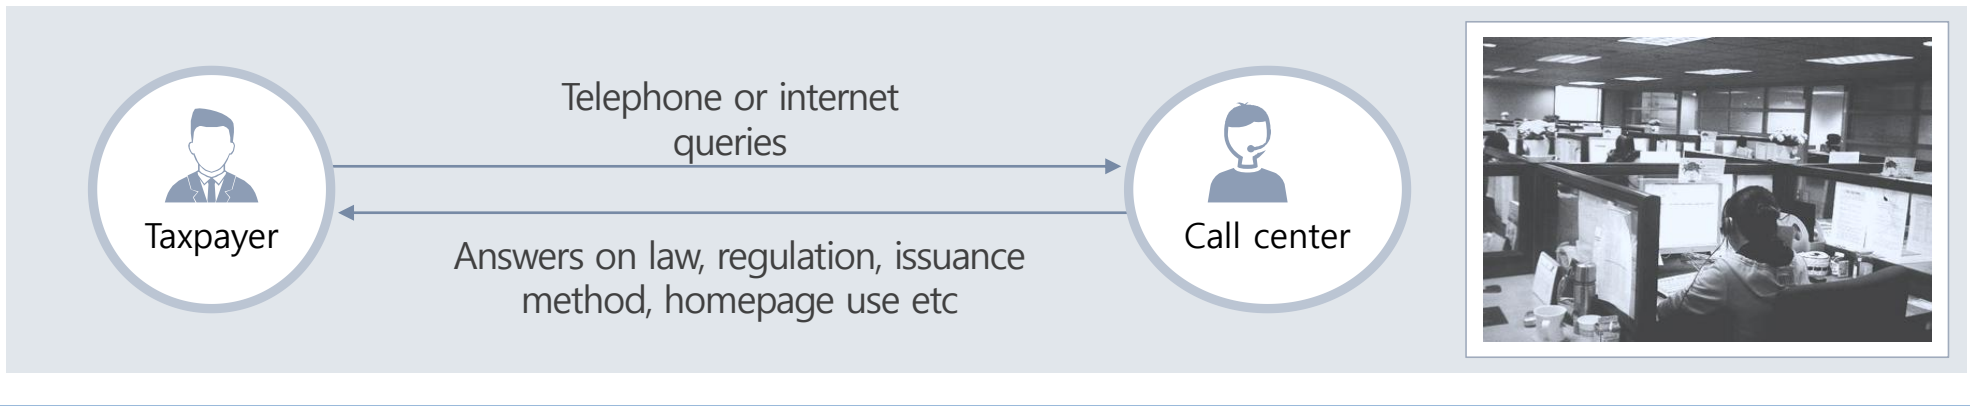 Telephone or internet
queries
Taxpayer
Call center
Answers on law, regulation, issuance
method, homepage use etc